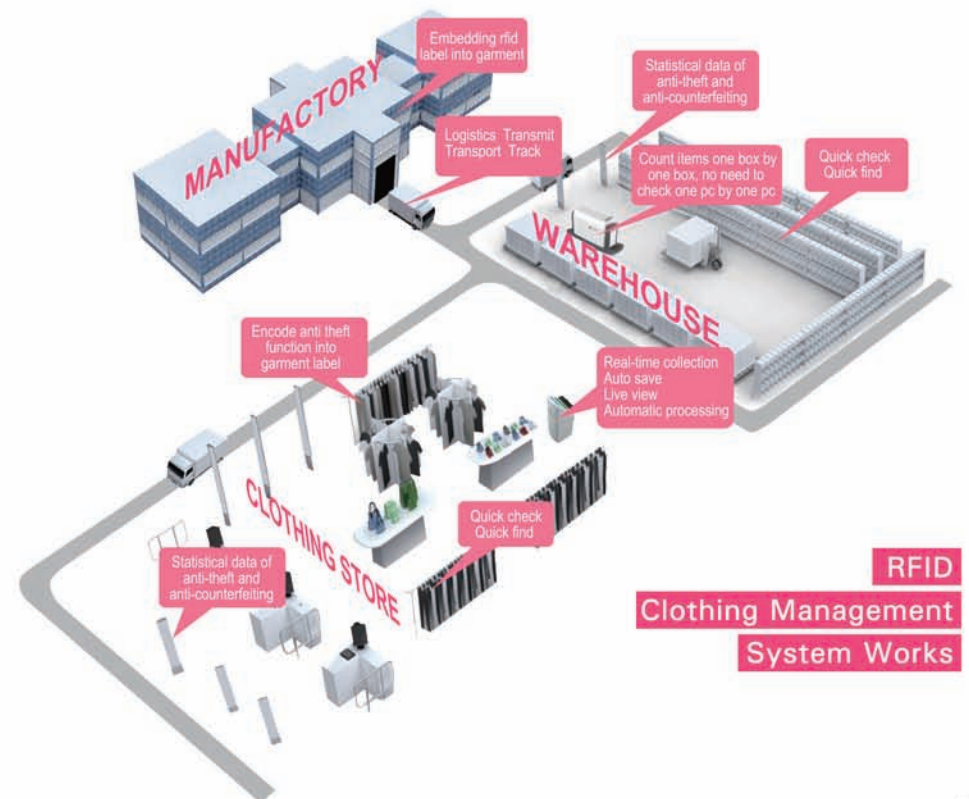 Embedding rfid
label into garment
MANUFACTORY
Logistics Transmit
Transport Track
Statistical data of
anti-theft and
anti-counterfeiting
Count items one box by
one box, no need to
check one pc by one pc
Quick check
Quick find
WAREHOUSE
Encode anti theft
function into
garment label
Real-time collection
Auto save
Live view
Automatic processing
CLOTHING STORE
Quick check
Quick find
Statistical data of
anti-theft and
anti-counterfeiting
RFID
Clothing Management
System Works